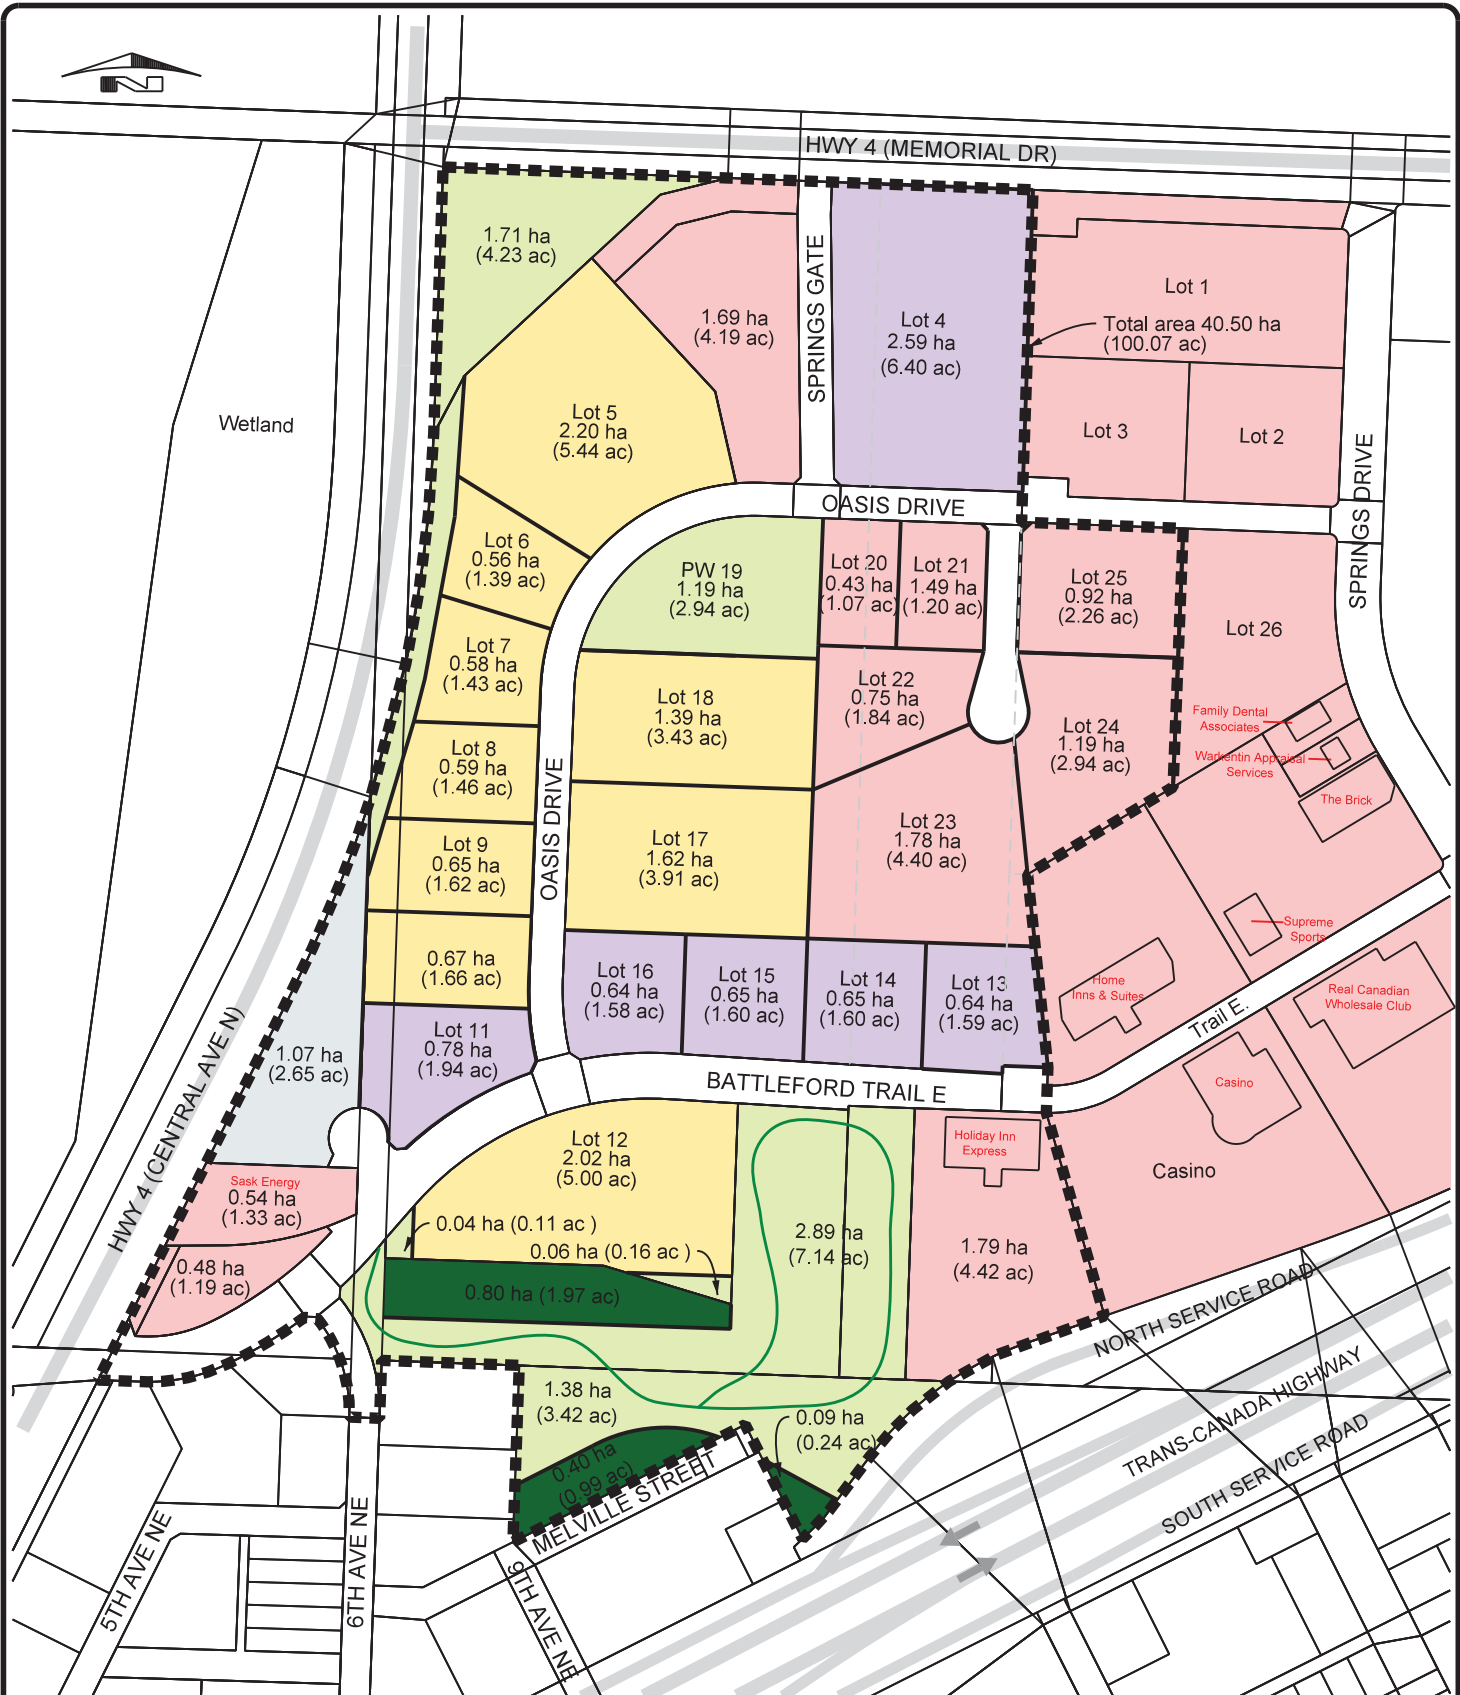 N
HWY 4 (MEMORIAL DR)
1.71 ha
(4.23 ac)
1.69 ha
(4.19 ac)
SPRINGS GATE
Lot 4
2.59 ha
(6.40 ac)
Lot 1
Total area 40.50 ha
(100.07 ac)
Lot 3
Lot 2
SPRINGS DRIVE
Wetland
Lot 5
2.20 ha
(5.44 ac)
OASIS DRIVE
Lot 6
0.56 ha
(1.39 ac)
PW 19
1.19 ha
(2.94 ac)
Lot 20
0.43 ha
(1.07 ac)
Lot 21
1.49 ha
(1.20 ac)
Lot 25
0.92 ha
(2.26 ac)
Lot 26
Lot 7
0.58 ha
(1.43 ac)
Lot 18
1.39 ha
(3.43 ac)
Lot 22
0.75 ha
(1.84 ac)
Lot 24
1.19 ha
(2.94 ac)
Family Dental
Associates
Warkentin Appraisal
Services
The Brick
Lot 8
0.59 ha
(1.46 ac)
OASIS DRIVE
Lot 17
1.62 ha
(3.91 ac)
Lot 23
1.78 ha
(4.40 ac)
Lot 9
0.65 ha
(1.62 ac)
Supreme
Sports
0.67 ha
(1.66 ac)
Lot 16
0.64 ha
(1.58 ac)
Lot 15
0.65 ha
(1.60 ac)
Lot 14
0.65 ha
(1.60 ac)
Lot 13
0.64 ha
(1.59 ac)
Home
Inns & Suites
Real Canadian
Wholesale Club
Trail E.
HWY 4 (CENTRAL AVE N)
1.07 ha
(2.65 ac)
Lot 11
0.78 ha
(1.94 ac)
BATTLEFORD TRAIL E
Casino
Lot 12
2.02 ha
(5.00 ac)
Holiday Inn
Express
Casino
Sask Energy
0.54 ha
(1.33 ac)
0.04 ha (0.11 ac )
0.06 ha (0.16 ac )
2.89 ha
(7.14 ac)
1.79 ha
(4.42 ac)
0.48 ha
(1.19 ac)
0.80 ha (1.97 ac)
NORTH SERVICE ROAD
1.38 ha
(3.42 ac)
0.09 ha
(0.24 ac)
0.40 ha
(0.99 ac)
MELVILLE STREET
TRANS-CANADA HIGHWAY
SOUTH SERVICE ROAD
5TH AVE NE
6TH AVE NE
9TH AVE NE